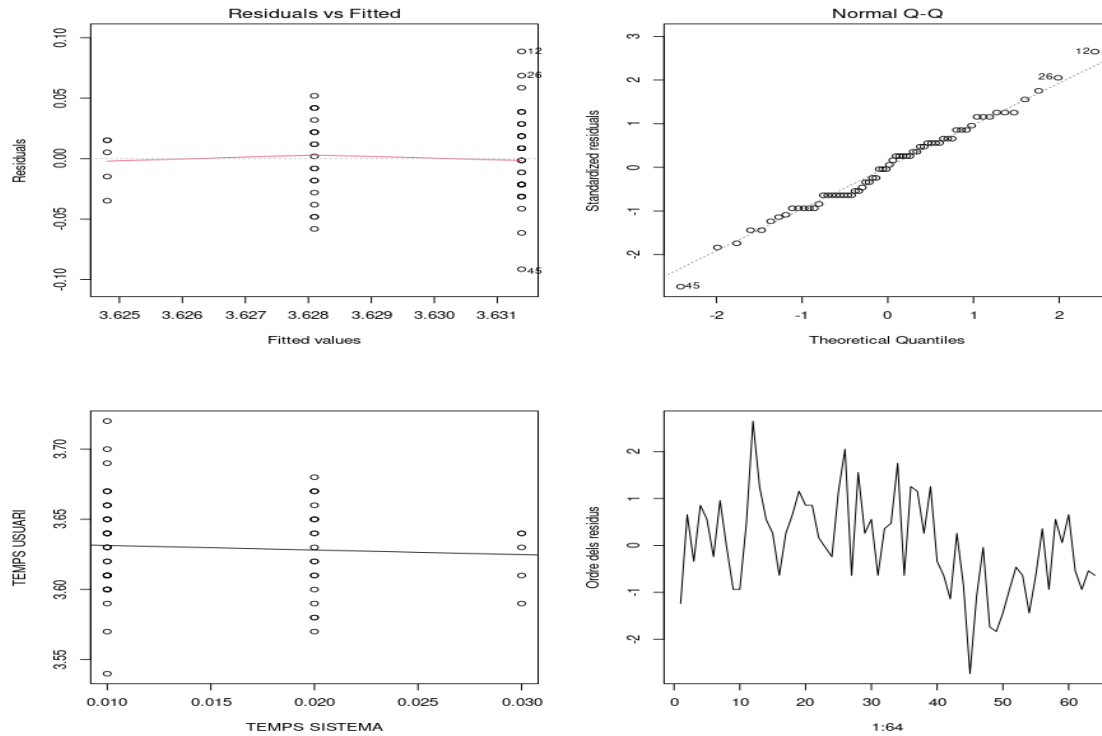 Residuals vs Fitted
Residuals
0.10
0.05
0.00
-0.05
-0.10
12
26
45
3.625 3.626 3.627 3.628 3.629 3.630 3.631
Fitted values
Normal Q-Q
Standardized residuals
3
2
1
0
-1
-2
12
26
45
-2 -1 0 1 2
Theoretical Quantiles
TEMPS USUARI
3.70
3.65
3.60
3.55
0.010 0.015 0.020 0.025 0.030
TEMPS SISTEMA
Ordre dels residus
2
1
0
-1
-2
0 10 20 30 40 50 60
1:64